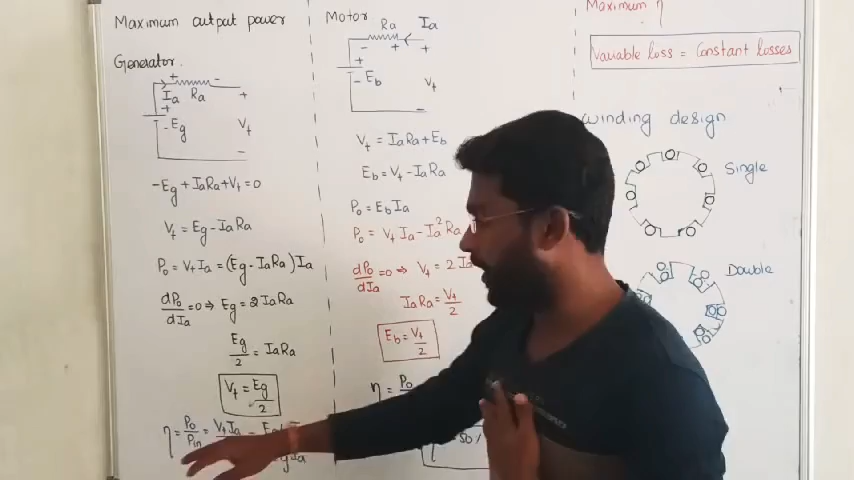 Maximum output power
Generator.
+ -
Ia Ra +
+
- Eg Vt
-
-Eg + IaRa + Vt = 0
Vt = Eg - IaRa
Po = Vt Ia = (Eg - IaRa) Ia
dPo/dIa = 0 ⇒ Eg = 2 IaRa
Eg/2 = IaRa
Vt = Eg/2
η = Po/Pin = Vt Ia
Motor
Ra Ia
- + +
+
- Eb Vt
-
Vt = IaRa + Eb
Eb = Vt - IaRa
Po = Eb Ia
Po = Vt Ia - Ia² Ra
dPo/dIa = 0 ⇒ Vt = 2 Ia
IaRa = Vt/2
Eb = Vt/2
η = Po
50 %
Maximum η
Variable loss = Constant losses
winding design
Single
Double